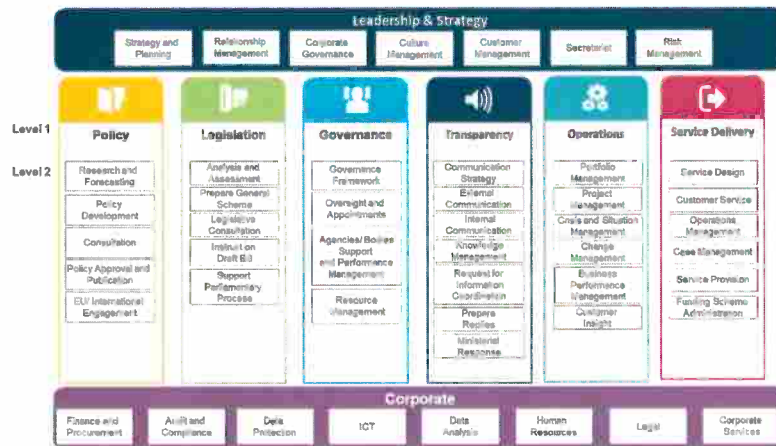 Leadership & Strategy
Strategy and
Planning
Relationship
Management
Corporate
Governance
Culture
Management
Customer
Management
Secretariat
Risk
Management
Level 1
Policy
Legislation
Governance
Transparency
Operations
Service Delivery
Level 2
Research and
Forecasting
Policy
Development
Consultation
Policy Approval and
Publication
EU/ International
Engagement
Analysis and
Assessment
Prepare General
Scheme
Legislative
Consultation
Instruct on
Draft Bill
Support
Parliamentary
Process
Governance
Framework
Oversight and
Appointments
Agencies/ Bodies
Support
and Performance
Management
Resource
Management
Communication
Strategy
External
Communication
Internal
Communication
Knowledge
Management
Request for
Information
Coordination
Prepare
Replies
Ministerial
Response
Portfolio
Management
Project
Management
Crisis and Situation
Management
Change
Management
Business
Performance
Management
Customer
Insight
Service Design
Customer Service
Operations
Management
Case Management
Service Provision
Funding Scheme
Administration
Corporate
Finance and
Procurement
Audit and
Compliance
Data
Protection
ICT
Data
Analysis
Human
Resources
Legal
Corporate
Services